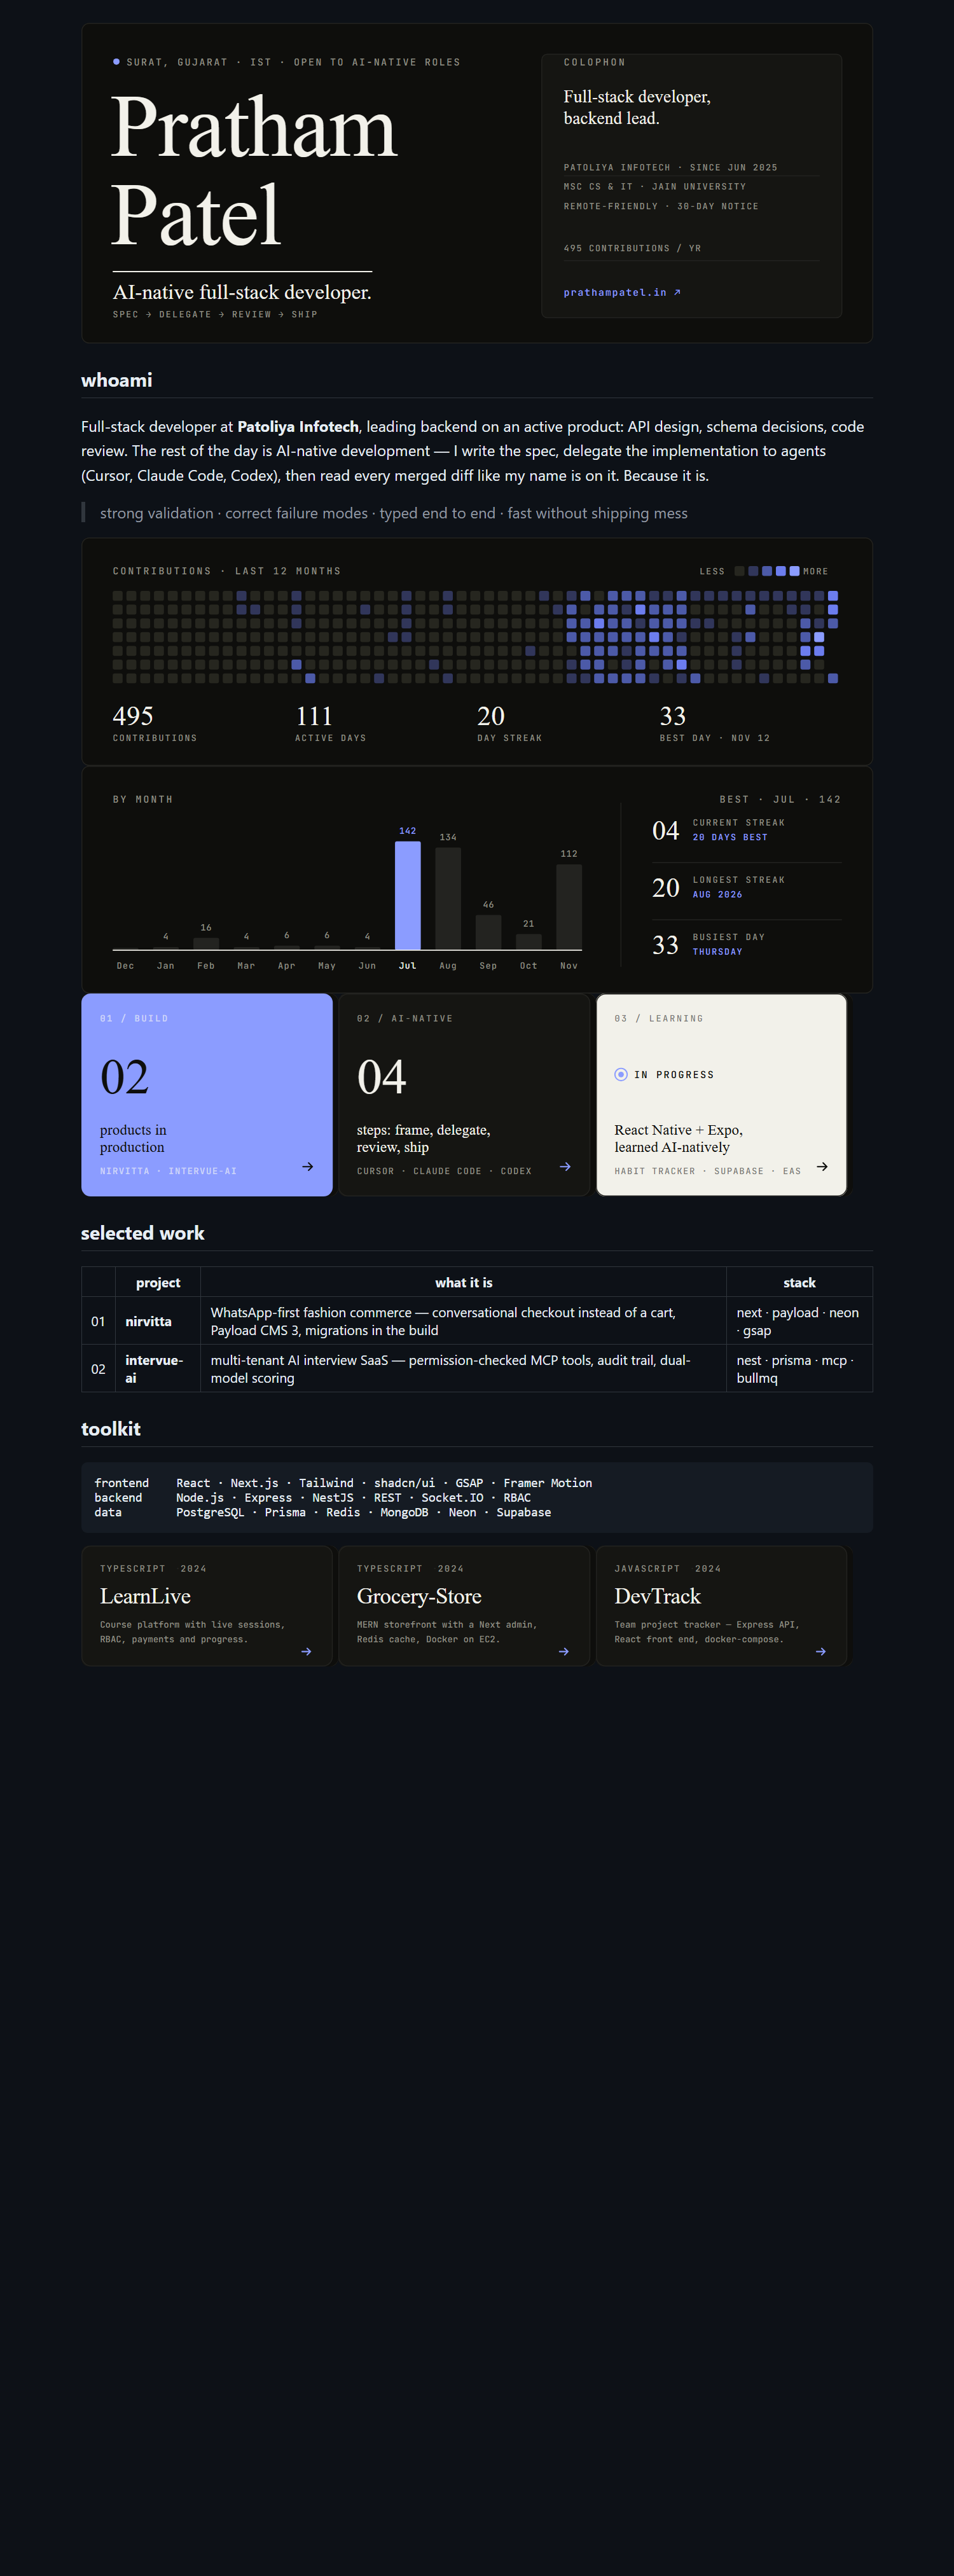 SURAT, GUJARAT · IST · OPEN TO AI-NATIVE ROLES
Pratham
Patel
AI-native full-stack developer.
SPEC → DELEGATE → REVIEW → SHIP
COLOPHON
Full-stack developer,
backend lead.
PATOLIYA INFOTECH · SINCE JUN 2025
MSC CS & IT · JAIN UNIVERSITY
REMOTE-FRIENDLY · 30-DAY NOTICE
495 CONTRIBUTIONS / YR
prathampatel.in ↗
whoami
Full-stack developer at Patoliya Infotech, leading backend on an active product: API design, schema decisions, code
review. The rest of the day is AI-native development — I write the spec, delegate the implementation to agents
(Cursor, Claude Code, Codex), then read every merged diff like my name is on it. Because it is.
strong validation · correct failure modes · typed end to end · fast without shipping mess
CONTRIBUTIONS · LAST 12 MONTHS
LESS MORE
495 111 20 33
CONTRIBUTIONS ACTIVE DAYS DAY STREAK BEST DAY · NOV 12
BY MONTH
4 16 4 6 6 4 142 134 46 21 112
Dec Jan Feb Mar Apr May Jun Jul Aug Sep Oct Nov
BEST · JUL · 142
04 CURRENT STREAK
20 DAYS BEST
20 LONGEST STREAK
AUG 2026
33 BUSIEST DAY
THURSDAY
01 / BUILD
02
products in
production
NIRVITTA · INTERVUE-AI →
02 / AI-NATIVE
04
steps: frame, delegate,
review, ship
CURSOR · CLAUDE CODE · CODEX →
03 / LEARNING
IN PROGRESS
React Native + Expo,
learned AI-natively
HABIT TRACKER · SUPABASE · EAS →
selected work
project what it is stack
01 nirvitta WhatsApp-first fashion commerce — conversational checkout instead of a cart, next · payload · neon
Payload CMS 3, migrations in the build · gsap
02 intervue- multi-tenant AI interview SaaS — permission-checked MCP tools, audit trail, dual- nest · prisma · mcp ·
ai model scoring bullmq
toolkit
frontend React · Next.js · Tailwind · shadcn/ui · GSAP · Framer Motion
backend Node.js · Express · NestJS · REST · Socket.IO · RBAC
data PostgreSQL · Prisma · Redis · MongoDB · Neon · Supabase
TYPESCRIPT 2024
LearnLive
Course platform with live sessions,
RBAC, payments and progress.
→
TYPESCRIPT 2024
Grocery-Store
MERN storefront with a Next admin,
Redis cache, Docker on EC2.
→
JAVASCRIPT 2024
DevTrack
Team project tracker — Express API,
React front end, docker-compose.
→